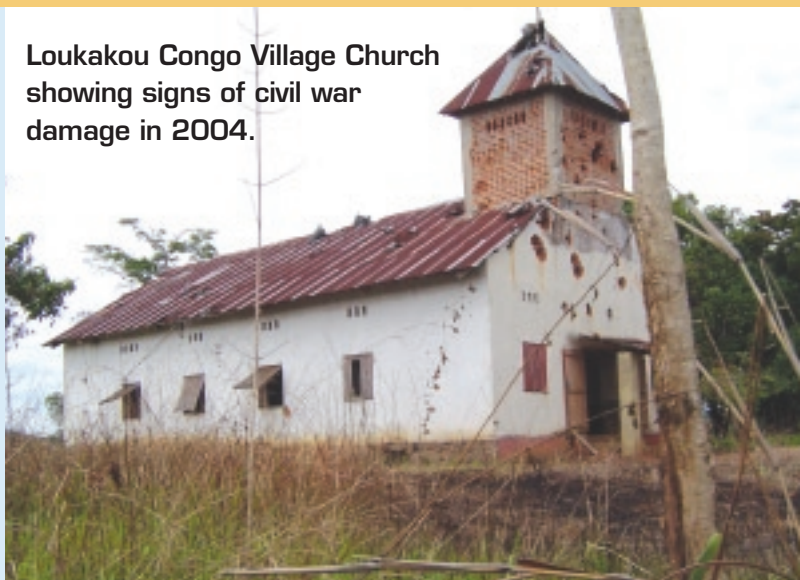 Loukakou Congo Village Church
showing signs of civil war
damage in 2004.